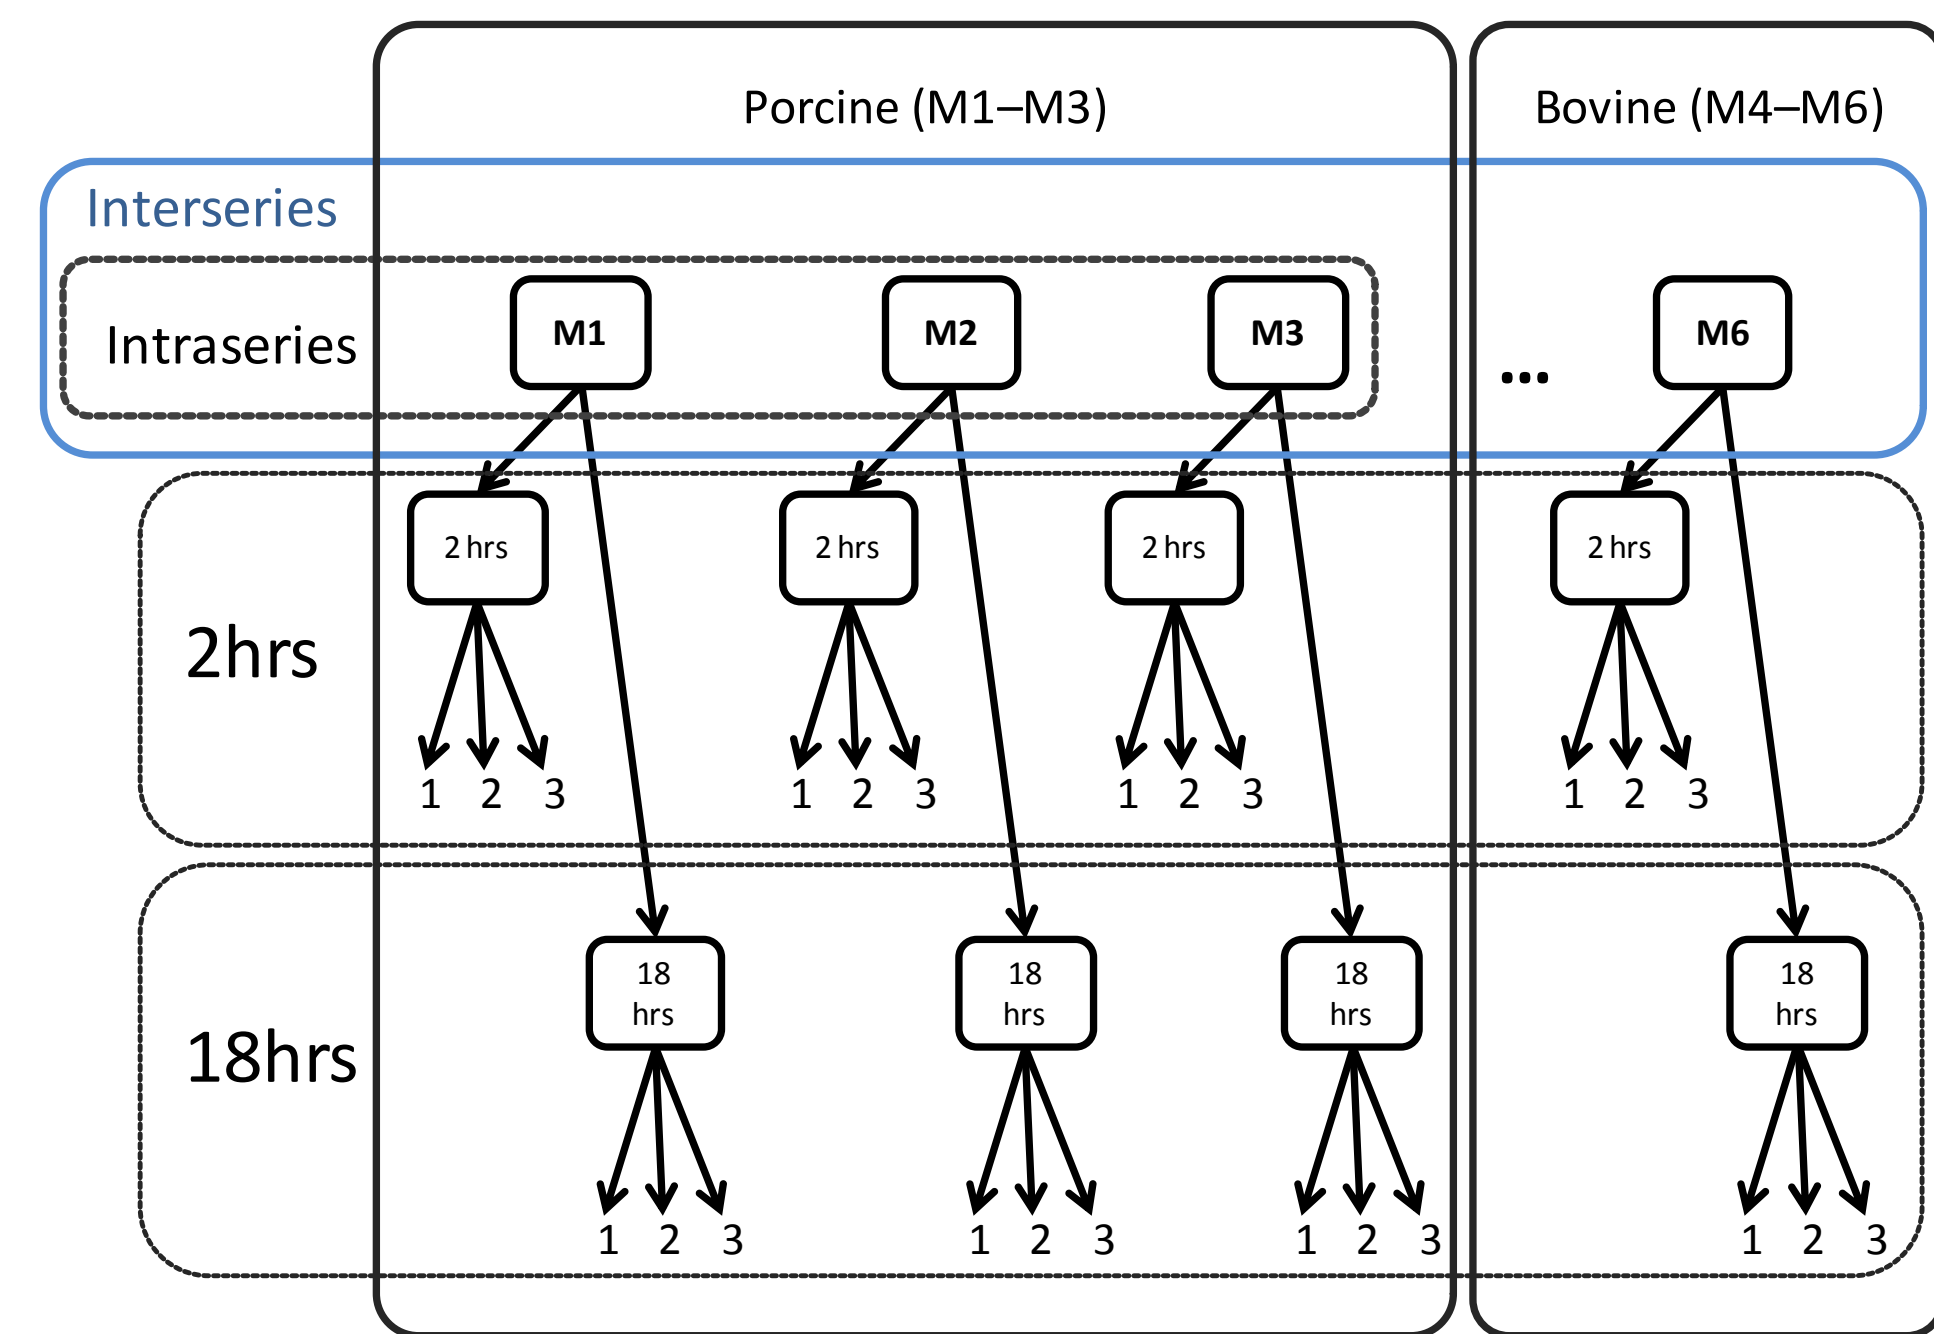 Porcine (M1–M3)
Bovine (M4–M6)
Interseries
Intraseries
M1
M2
M3
...
M6
2hrs
2 hrs
2 hrs
2 hrs
2 hrs
1 2 3
1 2 3
1 2 3
1 2 3
18hrs
18
hrs
18
hrs
18
hrs
18
hrs
1 2 3
1 2 3
1 2 3
1 2 3